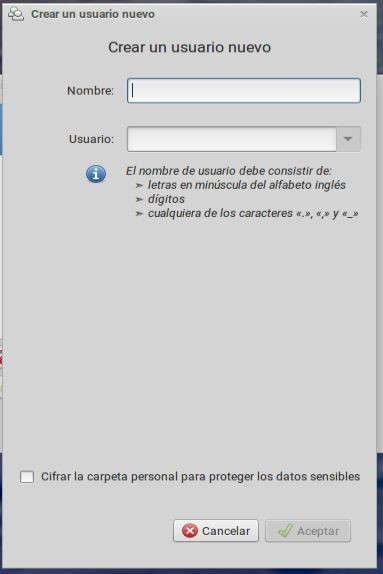 Crear un usuario nuevo
Crear un usuario nuevo
Nombre:
Usuario:
El nombre de usuario debe consistir de:
➣ letras en minúscula del alfabeto inglés
➣ dígitos
➣ cualquiera de los caracteres «.», «,» y «_»
Cifrar la carpeta personal para proteger los datos sensibles
Cancelar Aceptar